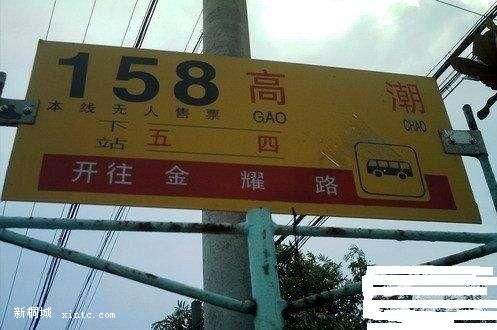 158 高 潮
GAO CHAO
本线无人售票
下站 五 四
开往 金 耀 路
新桐城 xintc.com